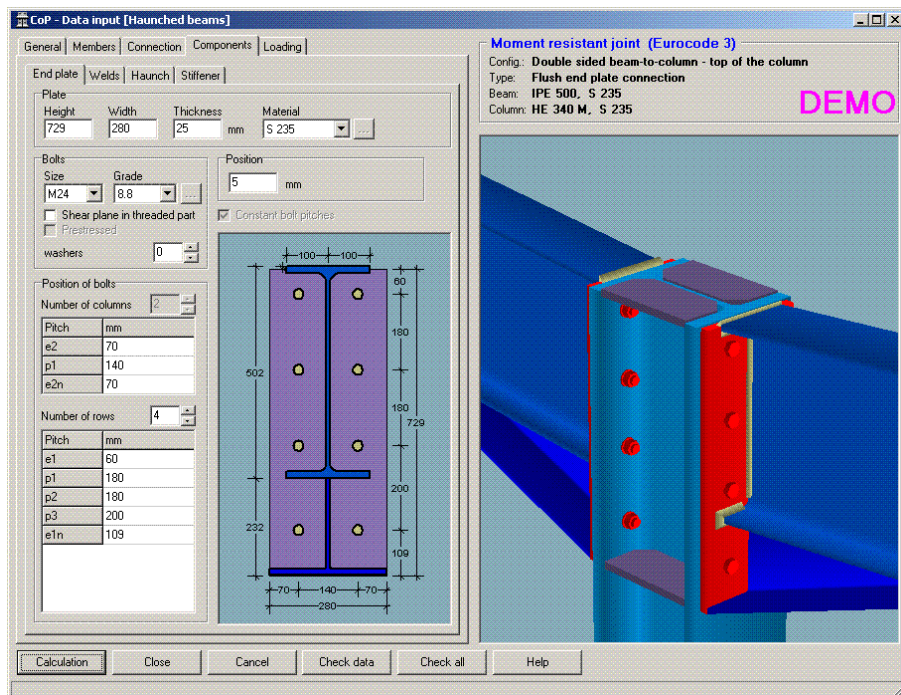 CoP - Data input [Haunched beams]
General Members Connection Components Loading
End plate Welds Haunch Stiffener
Plate
Height Width Thickness Material
729 280 25 mm S 235 ...
Bolts
Size Grade
M24 8.8 ...
Shear plane in threaded part
Prestressed
washers 0
Position
5 mm
Constant bolt pitches
Position of bolts
Number of columns 2
Pitch mm
e2 70
p1 140
e2n 70
Number of rows 4
Pitch mm
e1 60
p1 180
p2 180
p3 200
e1n 109
100 100
60
180
502
180
729
200
232
109
70 140 70
280
Moment resistant joint (Eurocode 3)
Config.: Double sided beam-to-column - top of the column
Type: Flush end plate connection
Beam: IPE 500, S 235
Column: HE 340 M, S 235
DEMO
Calculation Close Cancel Check data Check all Help